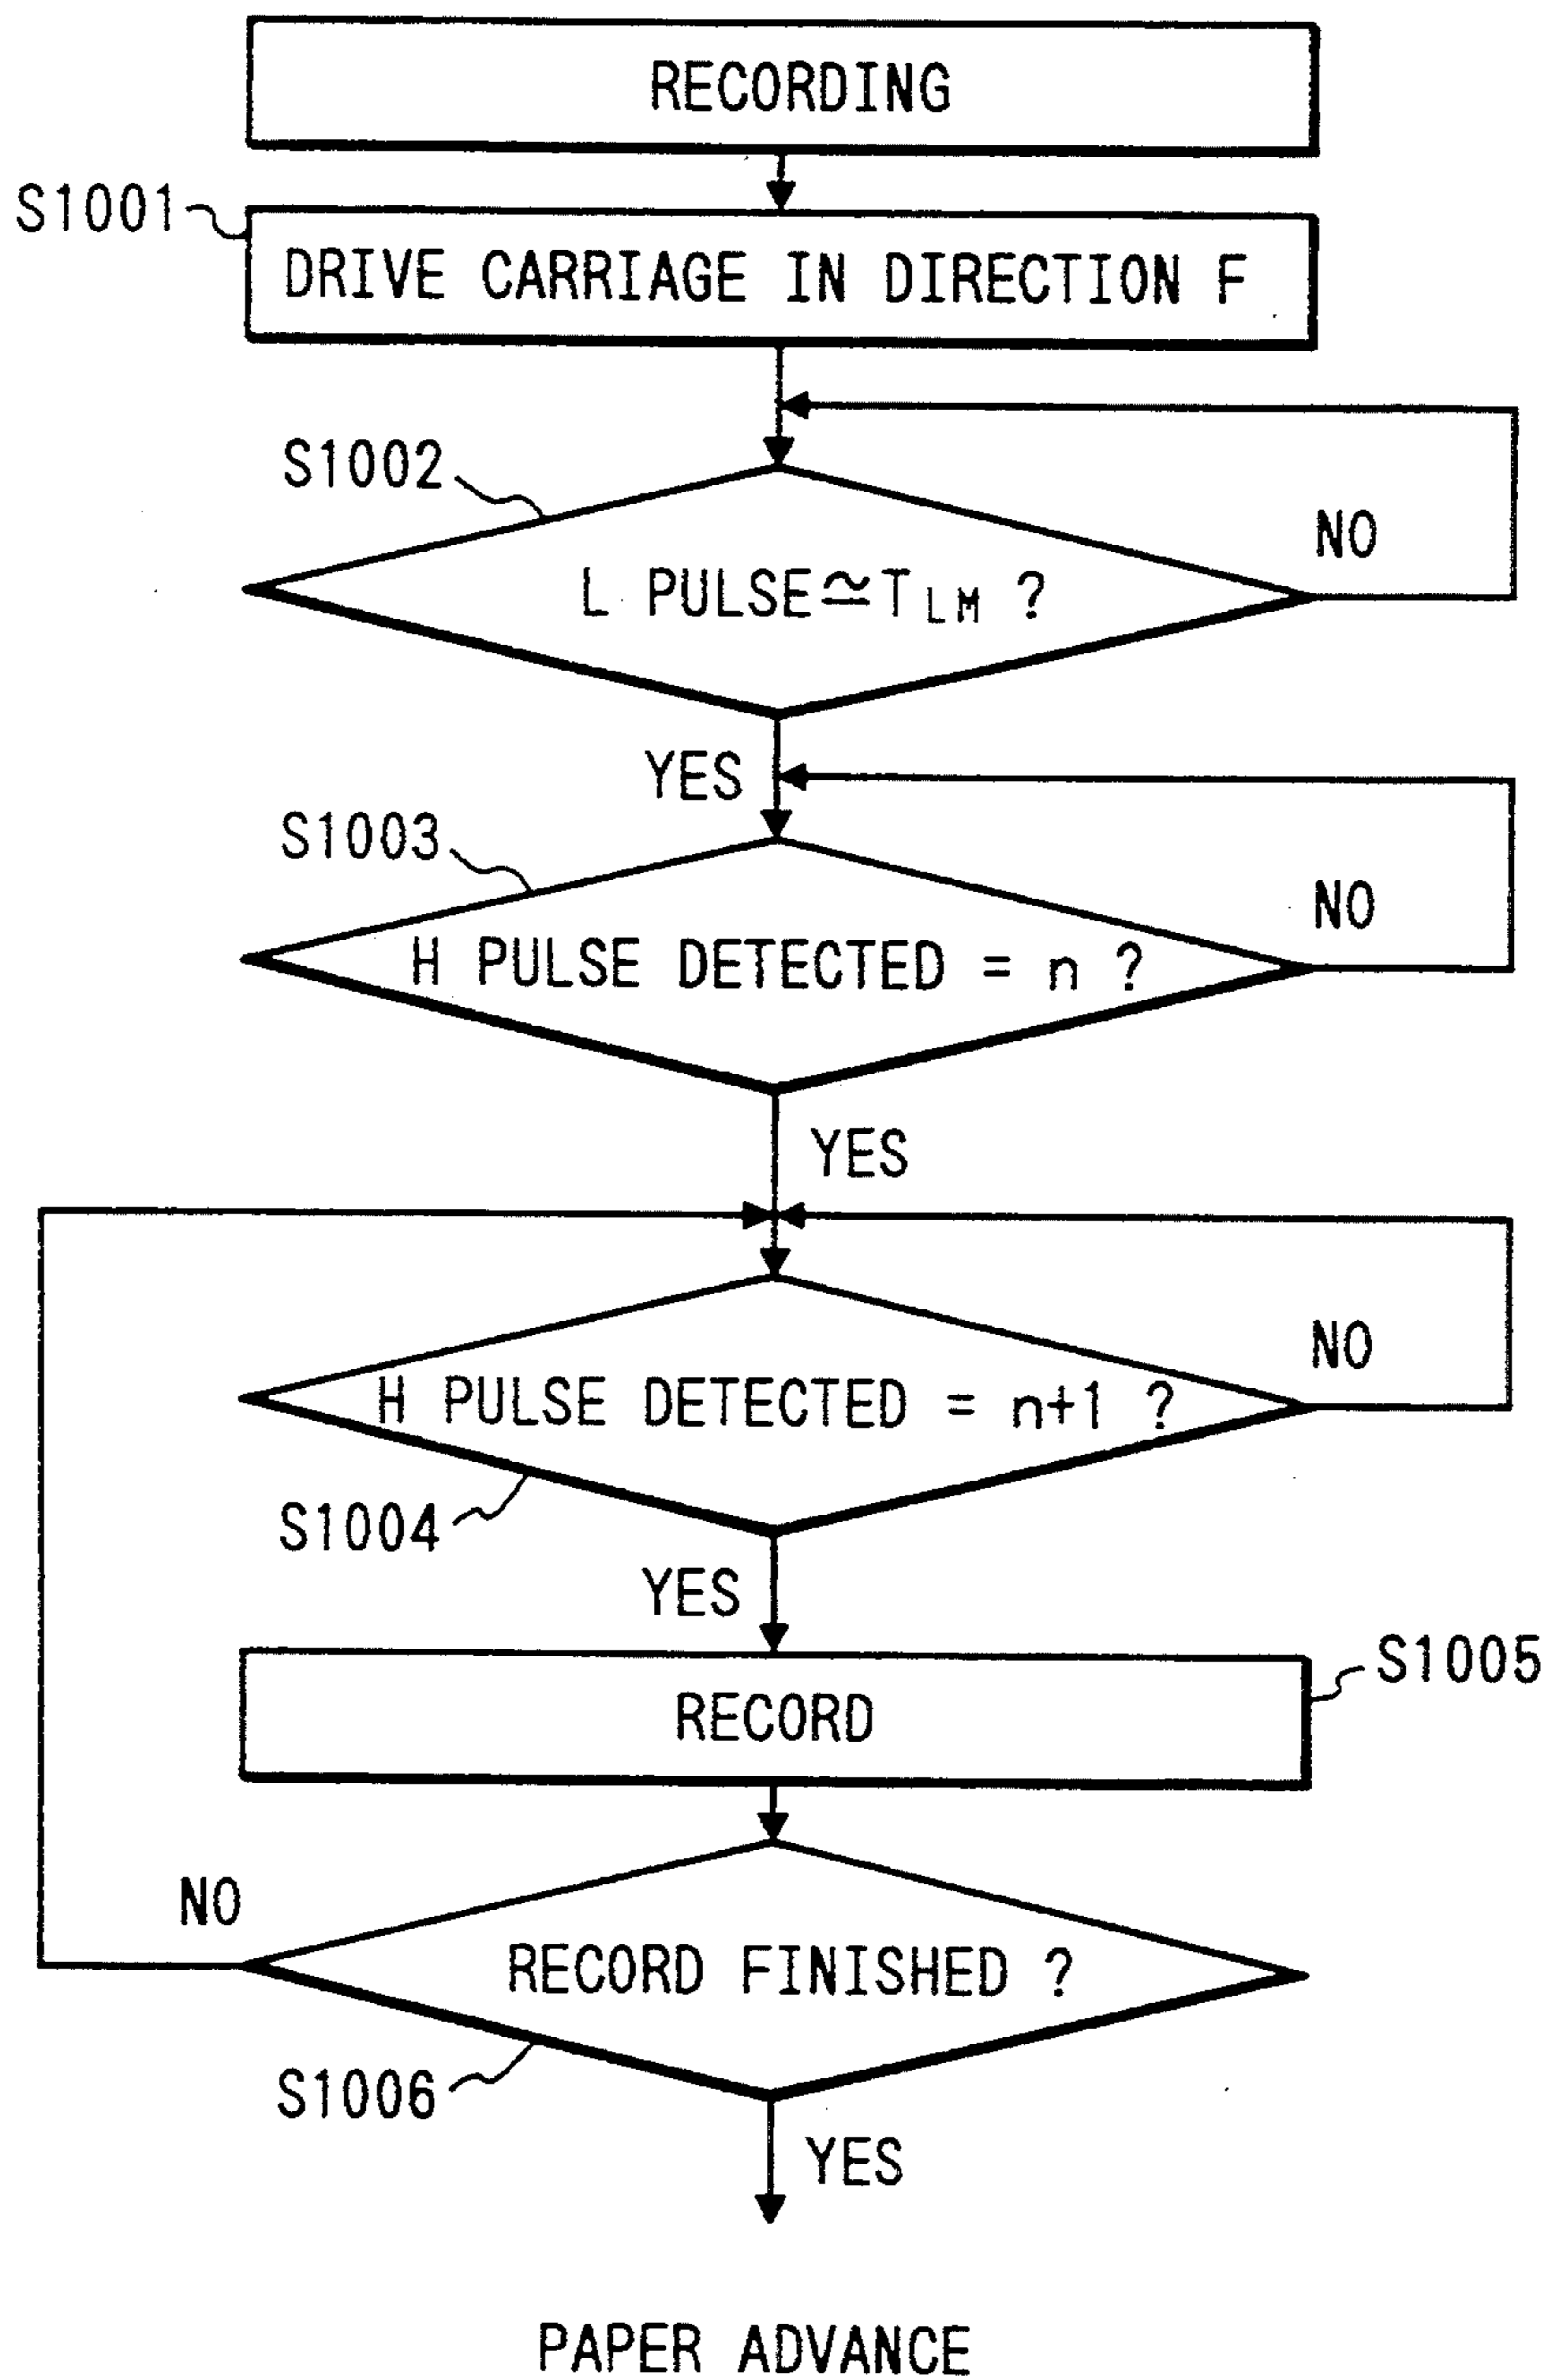 RECORDING
S1001
DRIVE CARRIAGE IN DIRECTION F
S1002
NO
L PULSE≃T_LM ?
YES
S1003
NO
H PULSE DETECTED = n ?
YES
NO
H PULSE DETECTED = n+1 ?
S1004
YES
S1005
RECORD
NO
RECORD FINISHED ?
S1006
YES
PAPER ADVANCE